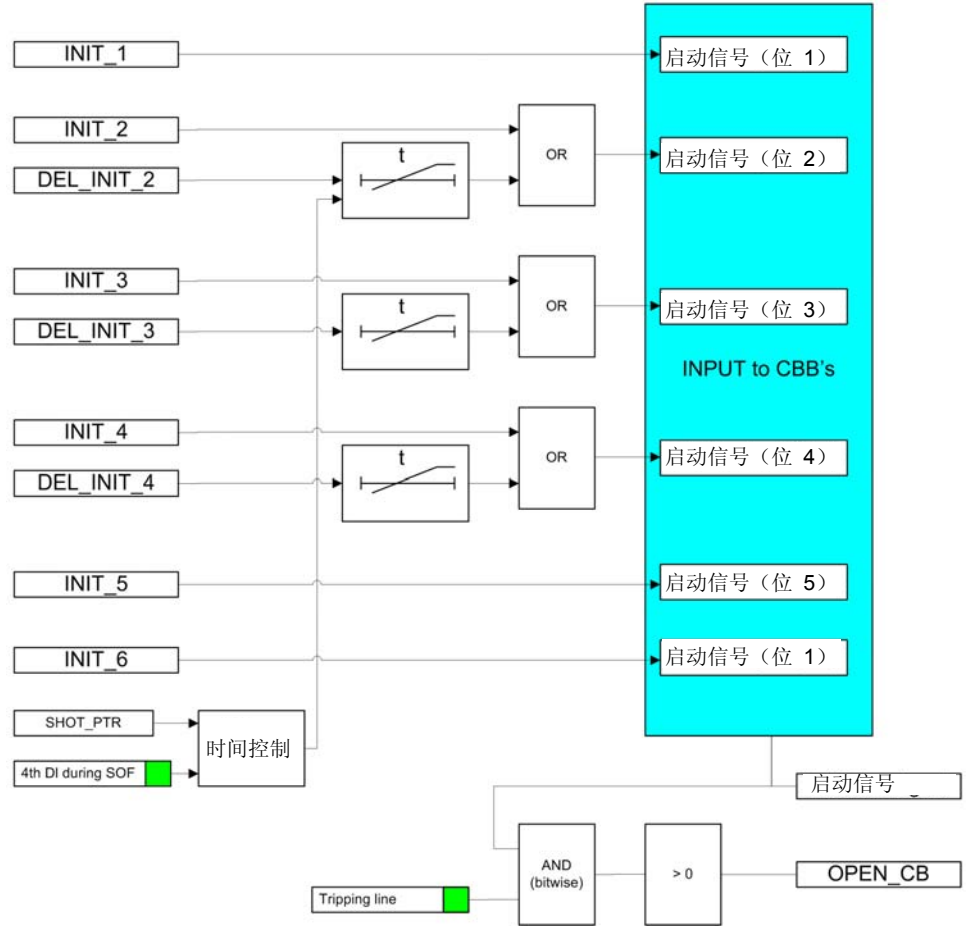 INIT_1
启动信号（位 1）
INIT_2
DEL_INIT_2
t
OR
启动信号（位 2）
INIT_3
DEL_INIT_3
t
OR
启动信号（位 3）
INPUT to CBB's
INIT_4
DEL_INIT_4
t
OR
启动信号（位 4）
INIT_5
启动信号（位 5）
INIT_6
启动信号（位 1）
SHOT_PTR
4th DI during SOF
时间控制
启动信号
Tripping line
AND
(bitwise)
> 0
OPEN_CB